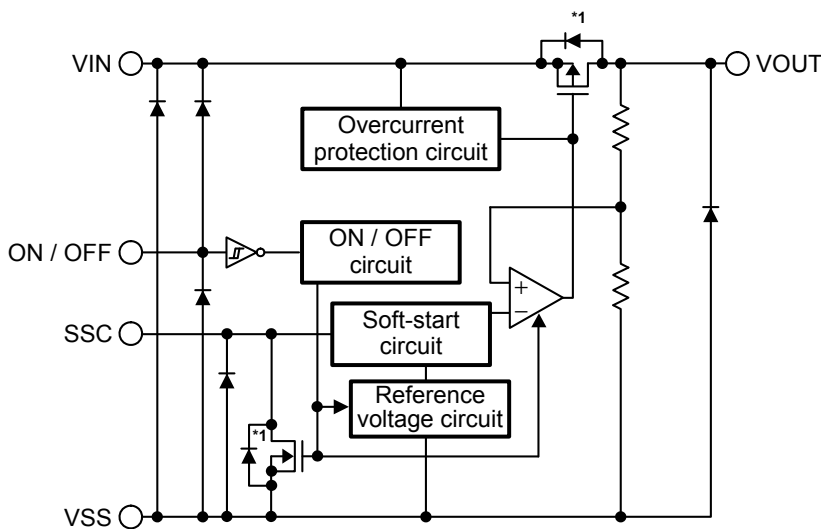 *1
VIN
VOUT
Overcurrent
protection circuit
ON / OFF
ON / OFF
circuit
+
−
SSC
Soft-start
circuit
Reference
voltage circuit
*1
VSS